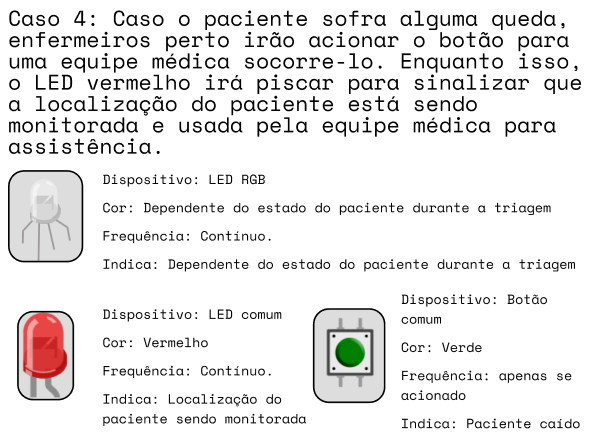 Caso 4: Caso o paciente sofra alguma queda,
enfermeiros perto irão acionar o botão para
uma equipe médica socorre-lo. Enquanto isso,
o LED vermelho irá piscar para sinalizar que
a localização do paciente está sendo
monitorada e usada pela equipe médica para
assistência.
Dispositivo: LED RGB
Cor: Dependente do estado do paciente durante a triagem
Frequência: Contínuo.
Indica: Dependente do estado do paciente durante a triagem
Dispositivo: LED comum
Cor: Vermelho
Frequência: Contínuo.
Indica: Localização do
paciente sendo monitorada
Dispositivo: Botão
comum
Cor: Verde
Frequência: apenas se
acionado
Indica: Paciente caído